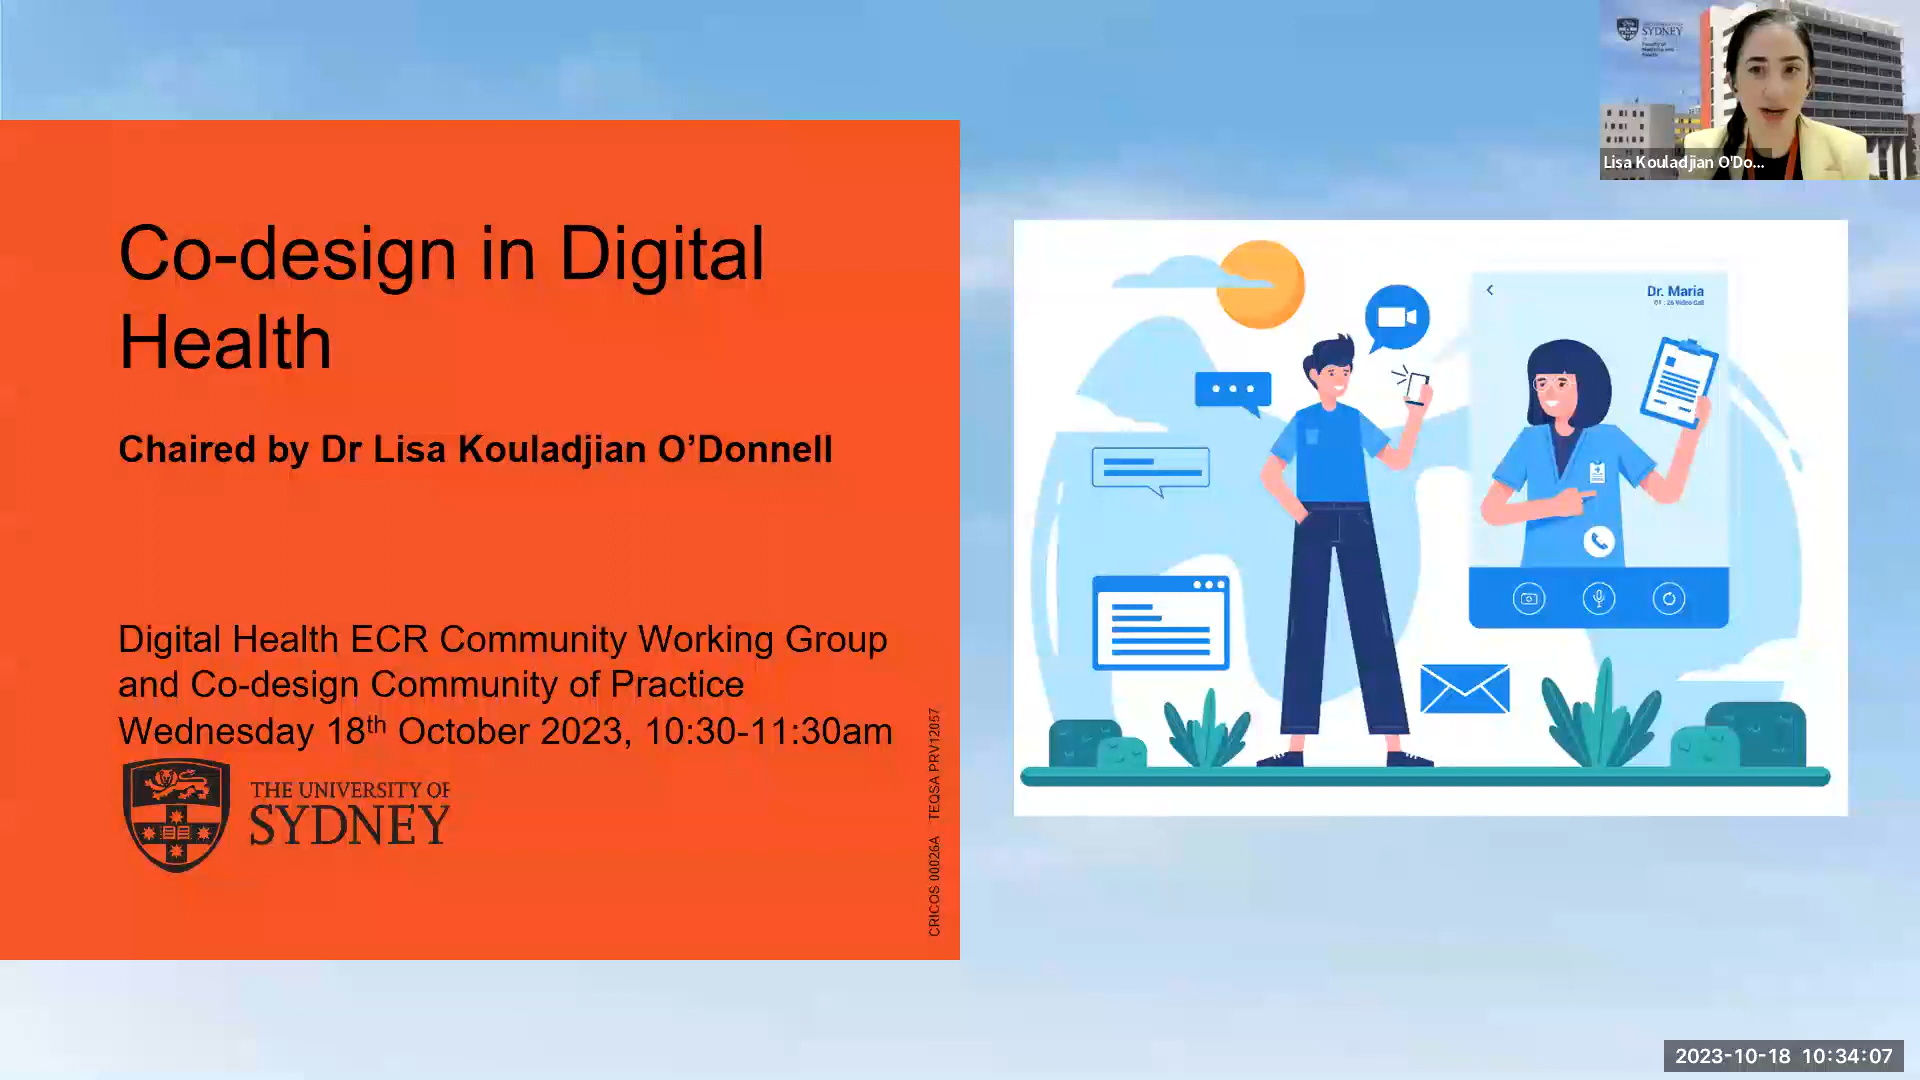 Co-design in Digital
Health
Chaired by Dr Lisa Kouladjian O’Donnell
Digital Health ECR Community Working Group
and Co-design Community of Practice
Wednesday 18th October 2023, 10:30-11:30am
THE UNIVERSITY OF
SYDNEY
CRICOS 00026A TEQSA PRV12057
Dr. Maria
Video Call
SYDNEY
Lisa Kouladjian O'Do...
2023-10-18 10:34:07